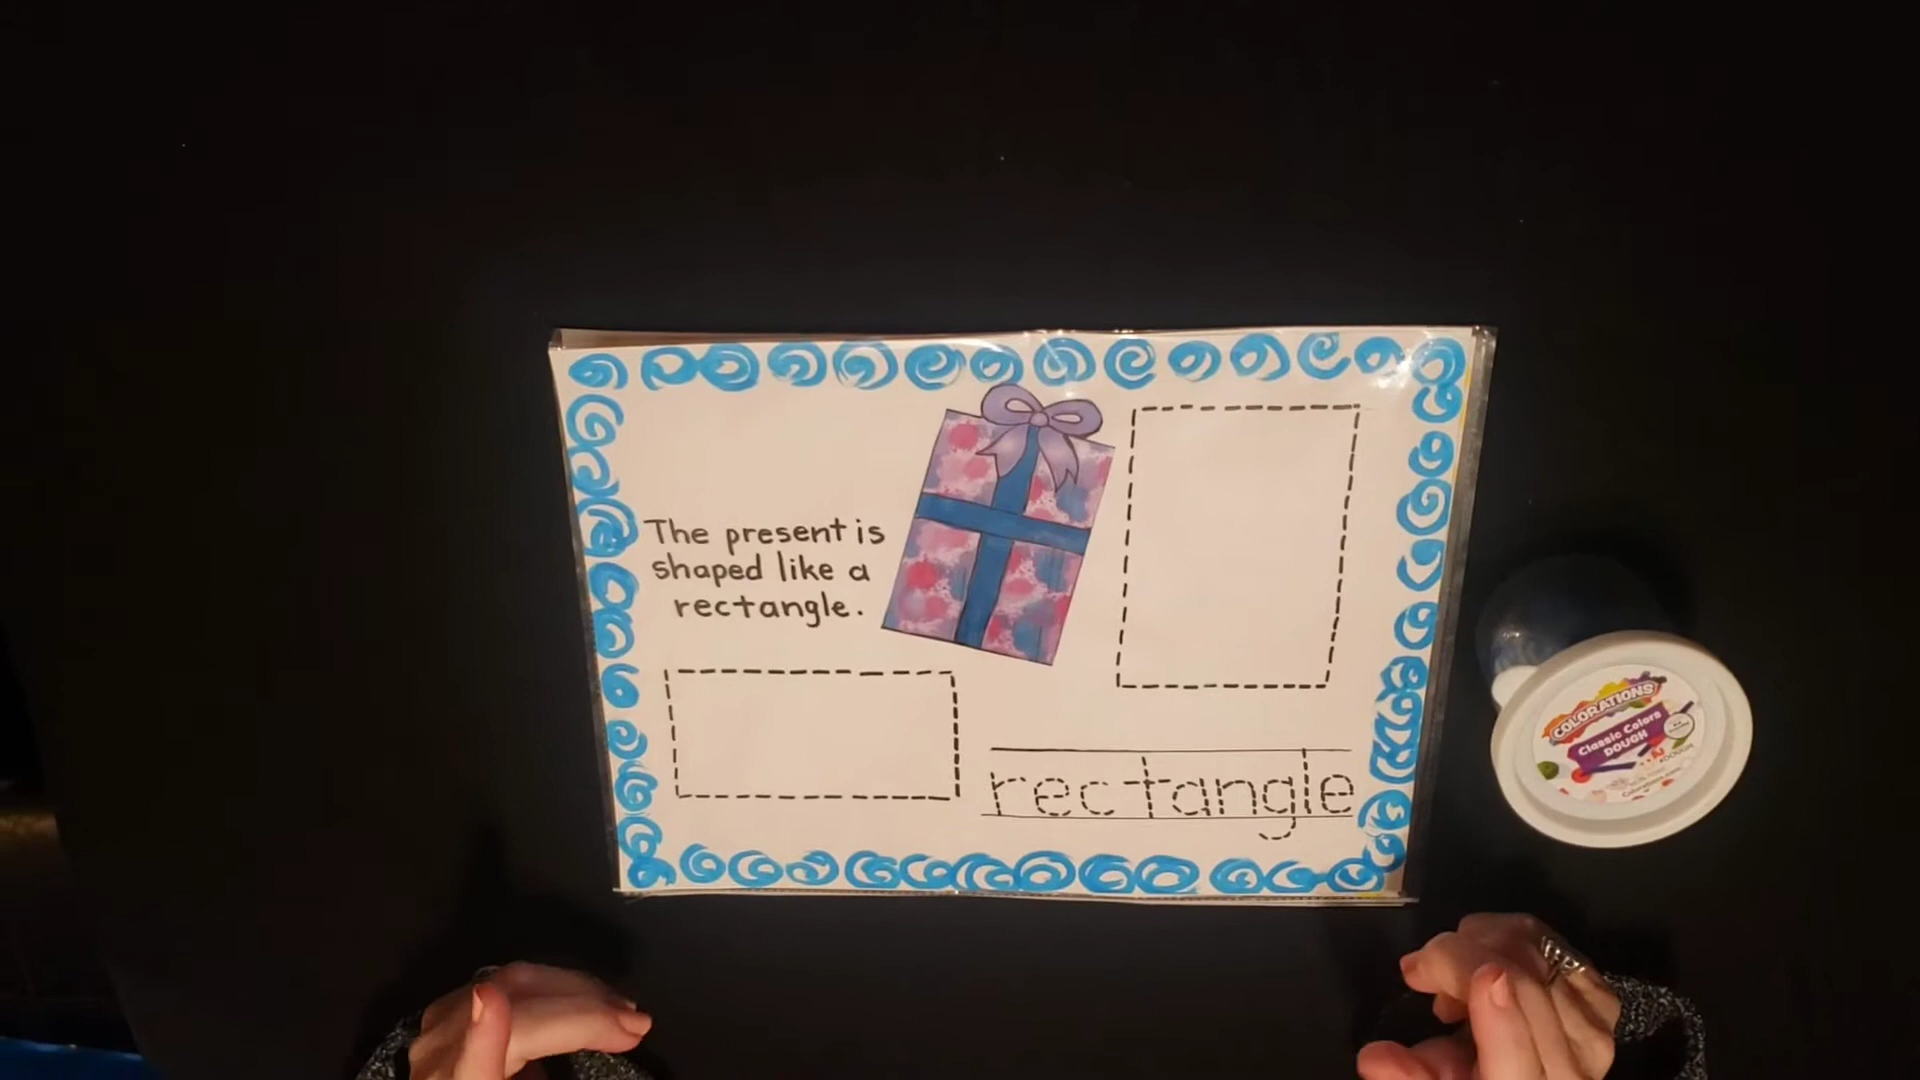 The present is
shaped like a
rectangle.
rectangle
COLORATIONS
Classic Colors
DOUGH